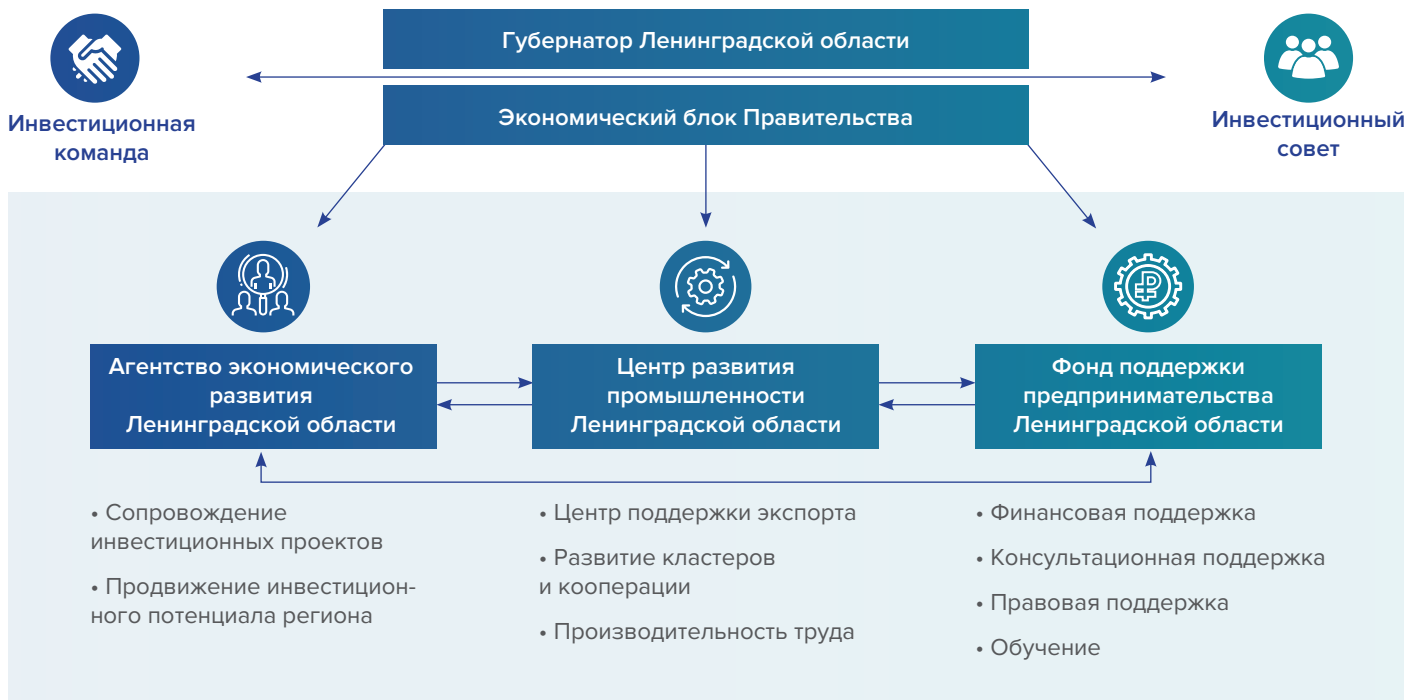 Губернатор Ленинградской области
Экономический блок Правительства
Инвестиционная
команда
Инвестиционный
совет
Агентство экономического
развития
Ленинградской области
Центр развития
промышленности
Ленинградской области
Фонд поддержки
предпринимательства
Ленинградской области
• Сопровождение
инвестиционных проектов
• Продвижение инвестицион-
ного потенциала региона
• Центр поддержки экспорта
• Развитие кластеров
и кооперации
• Производительность труда
• Финансовая поддержка
• Консультационная поддержка
• Правовая поддержка
• Обучение